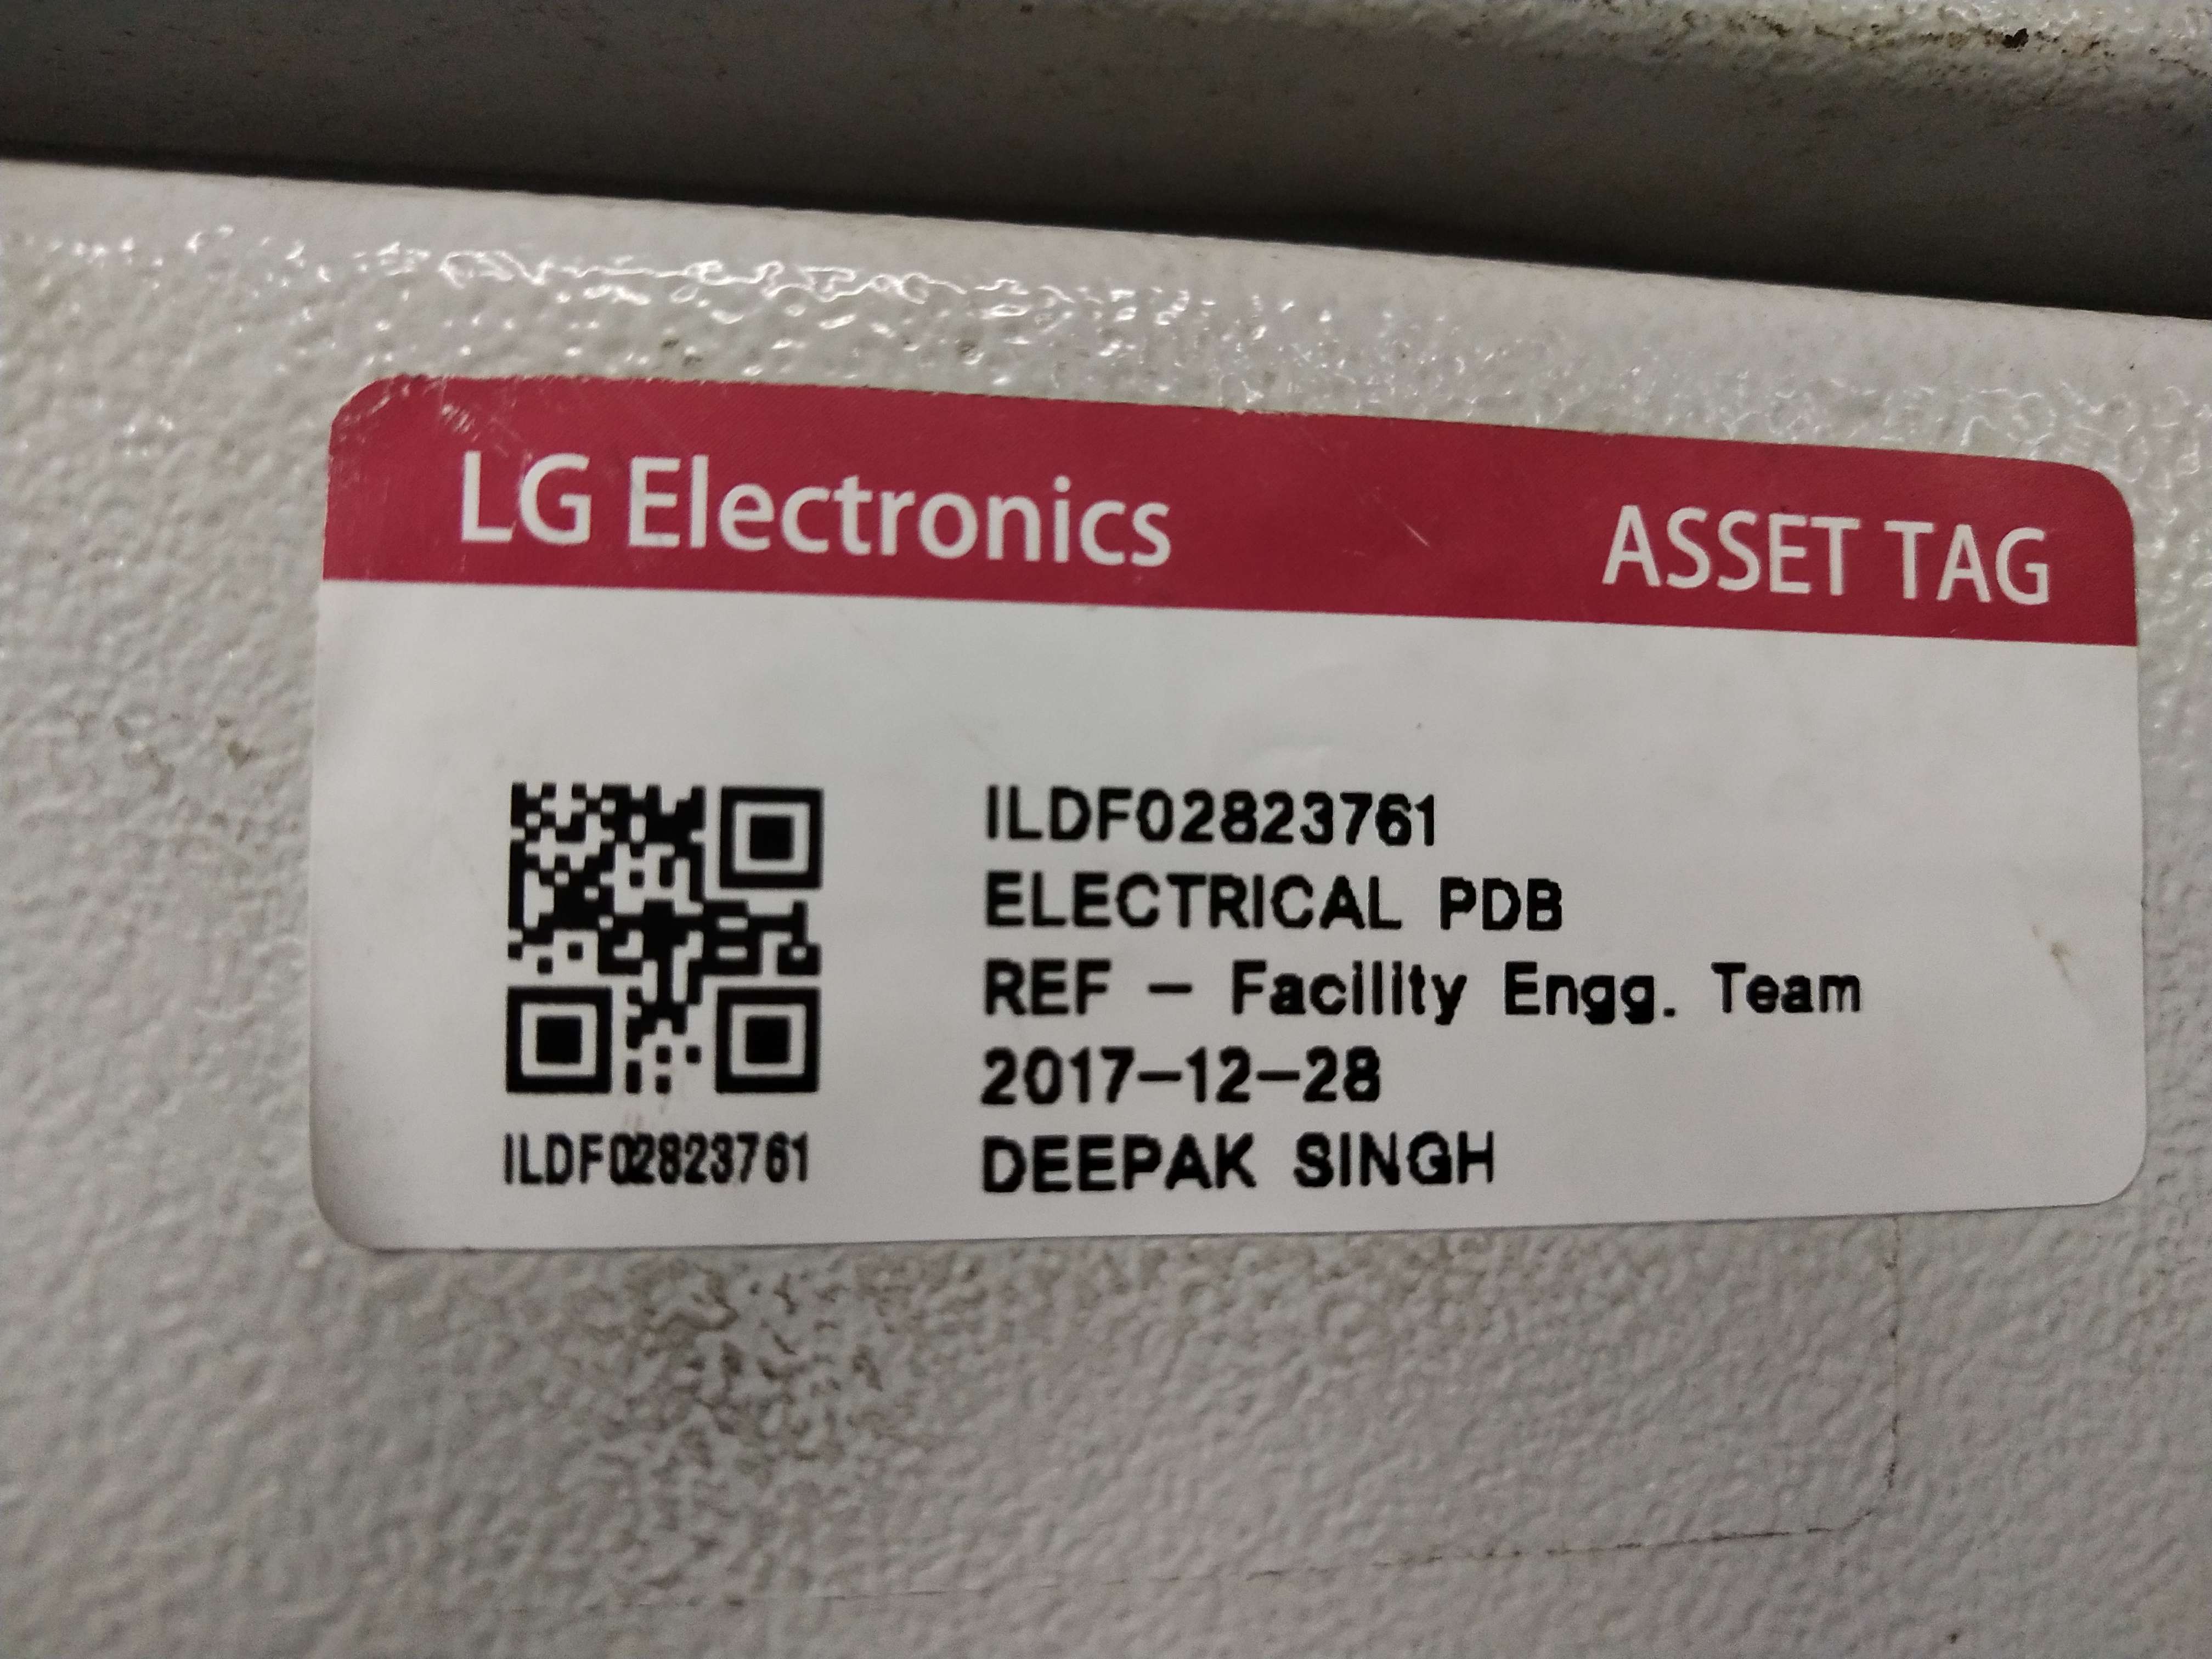 LG Electronics ASSET TAG
ILDF02823761
ELECTRICAL PDB
REF - Facility Engg. Team
2017-12-28
DEEPAK SINGH
ILDF02823761